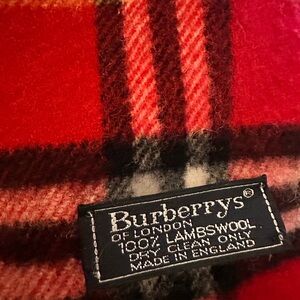 Burberrys®
OF LONDON
100% LAMBSWOOL
DRY CLEAN ONLY
MADE IN ENGLAND